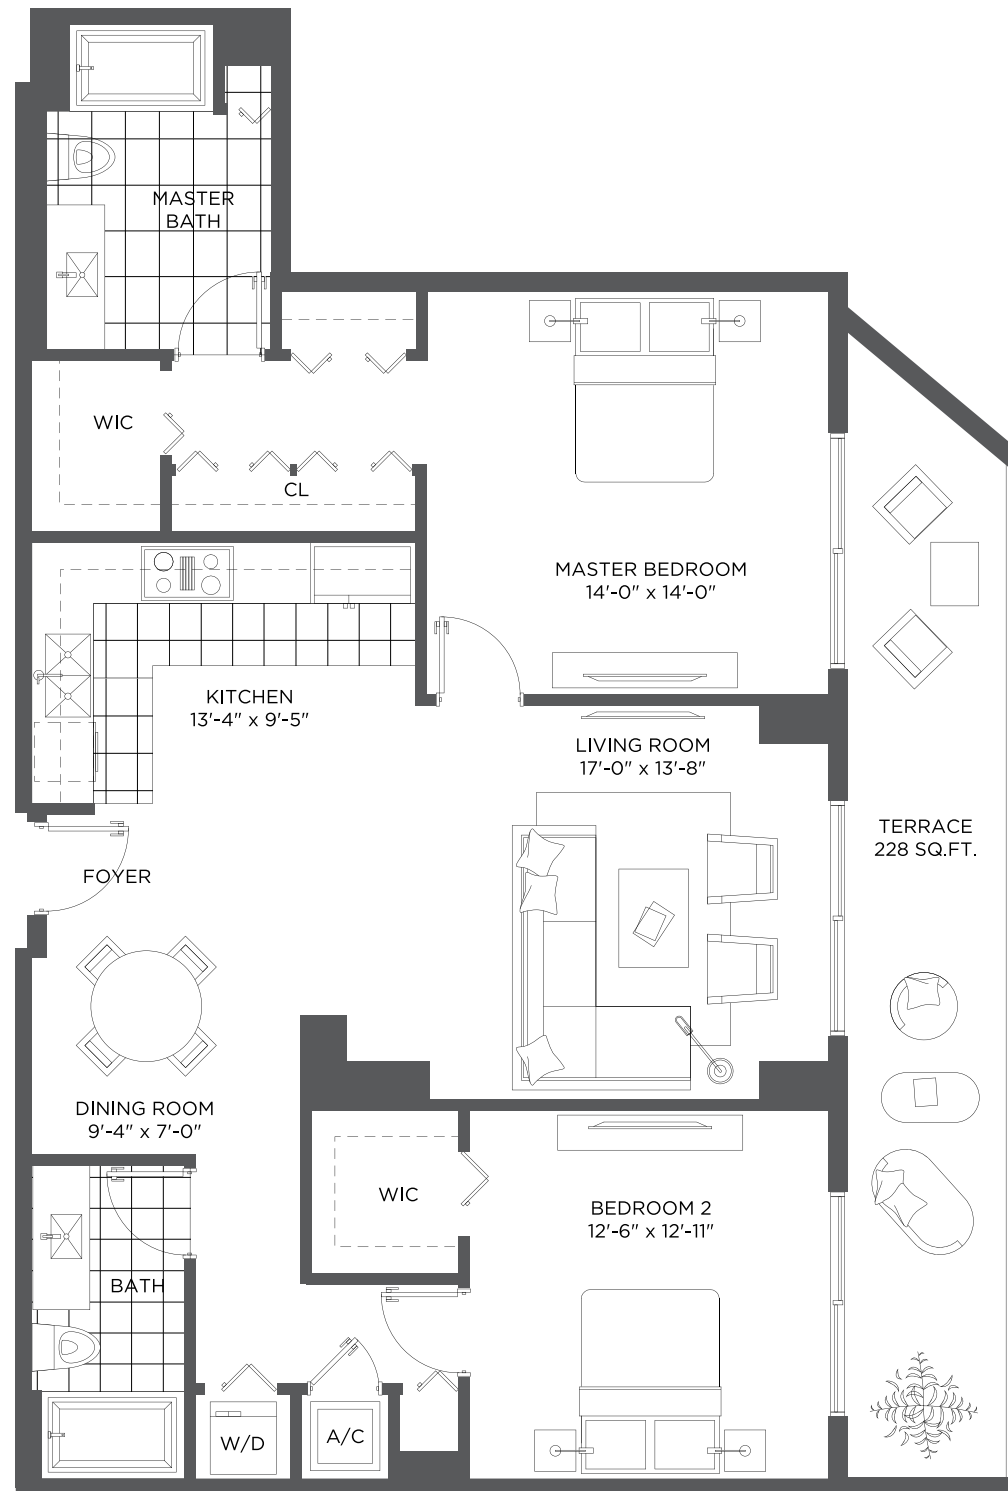 MASTER
BATH
WIC
CL
MASTER BEDROOM
14'-0" x 14'-0"
KITCHEN
13'-4" x 9'-5"
LIVING ROOM
17'-0" x 13'-8"
TERRACE
228 SQ.FT.
FOYER
DINING ROOM
9'-4" x 7'-0"
WIC
BEDROOM 2
12'-6" x 12'-11"
BATH
W/D
A/C